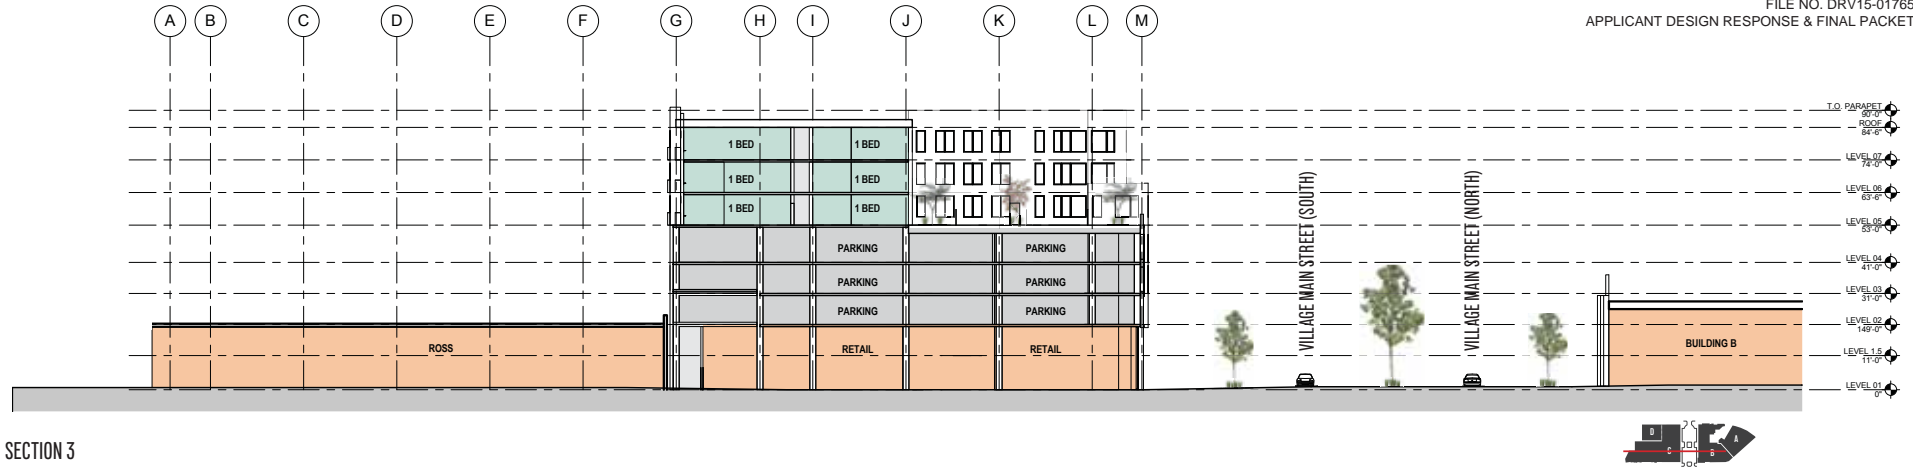 FILE NO. DRV15-01765
APPLICANT DESIGN RESPONSE & FINAL PACKET
A B C D E F G H I J K L M
T.O. PARAPET
90'-0"
ROOF
84'-6"
LEVEL 07
74'-0"
LEVEL 06
63'-6"
LEVEL 05
53'-0"
LEVEL 04
41'-0"
LEVEL 03
31'-0"
LEVEL 02
149'-0"
LEVEL 1.5
11'-0"
LEVEL 01
0"
1 BED 1 BED
1 BED 1 BED
1 BED 1 BED
PARKING PARKING
PARKING PARKING
PARKING PARKING
ROSS RETAIL RETAIL
VILLAGE MAIN STREET (SOUTH)
VILLAGE MAIN STREET (NORTH)
BUILDING B
SECTION 3
D
C
B
A